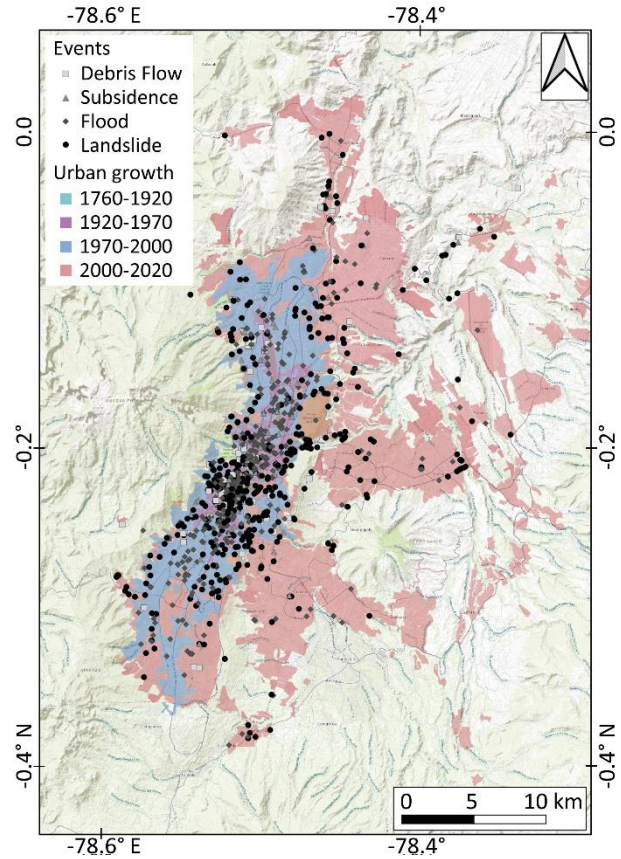 -78.6° E
-78.4°
Events
Debris Flow
Subsidence
Flood
Landslide
Urban growth
1760-1920
1920-1970
1970-2000
2000-2020
0.0
0.0
-0.2°
-0.2°
-0.4° N
-0.4° N
0 5 10 km
-78.6° E
-78.4°